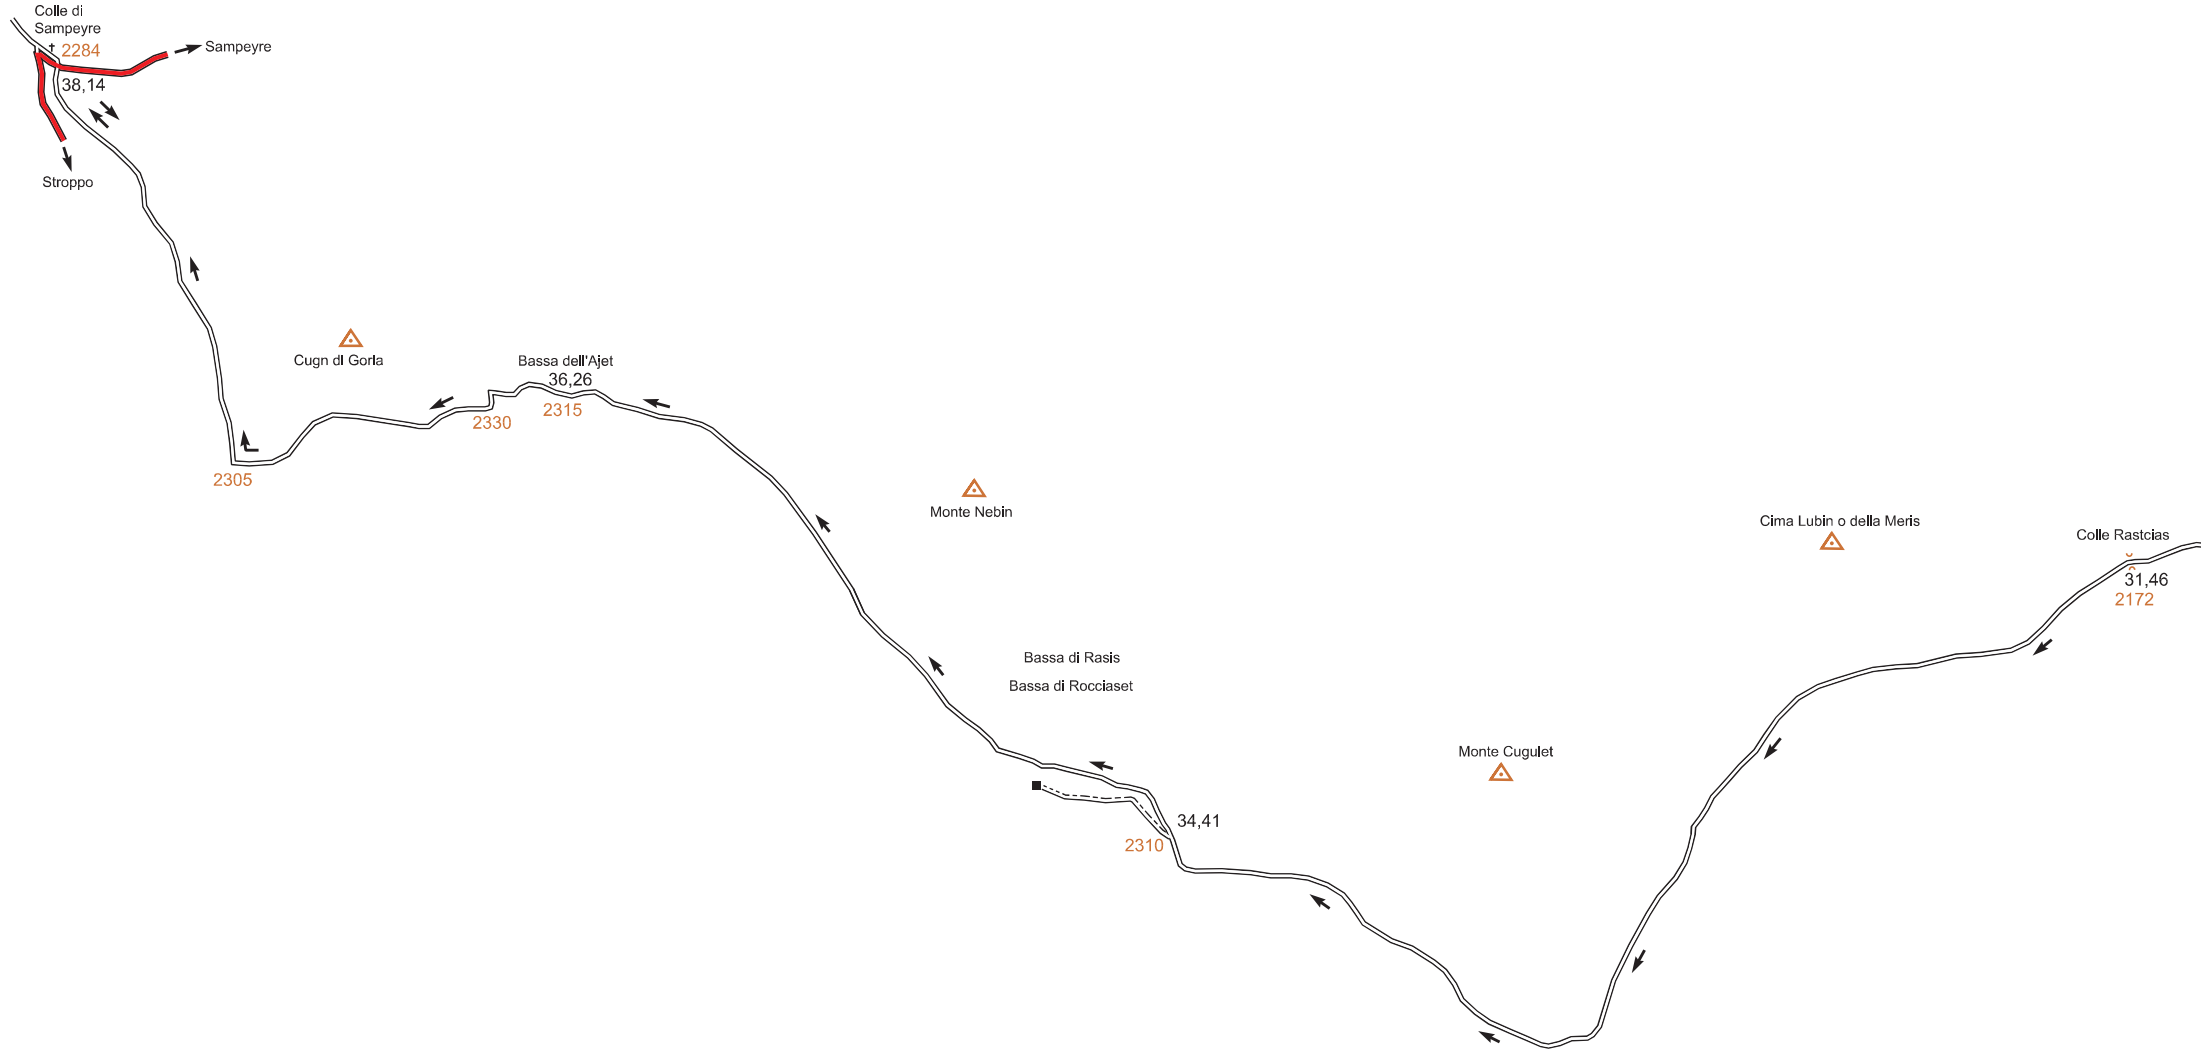 Colle di
Sampeyre
2284
Sampeyre
38,14
Stroppo
Cugn di Goria
Bassa dell'Ajet
36,26
2315
2330
2305
Monte Nebin
Cima Lubin o della Meris
Colle Rastcias
31,46
2172
Bassa di Rasis
Bassa di Rocciaset
Monte Cugulet
34,41
2310